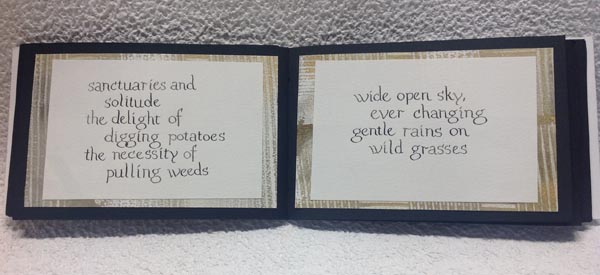 sanctuaries and
solitude
the delight of
digging potatoes
the necessity of
pulling weeds
wide open sky,
ever changing
gentle rains on
wild grasses